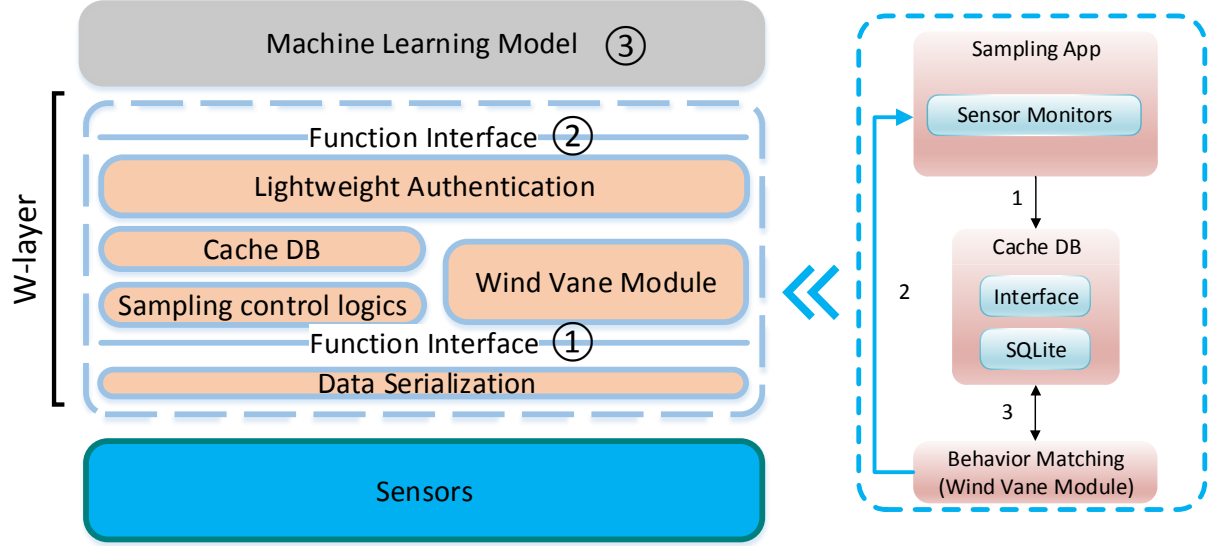 Machine Learning Model ③
W-layer
Function Interface ②
Lightweight Authentication
Cache DB
Sampling control logics
Wind Vane Module
Function Interface ①
Data Serialization
Sensors
Sampling App
Sensor Monitors
1
Cache DB
Interface
SQLite
2
3
Behavior Matching
(Wind Vane Module)